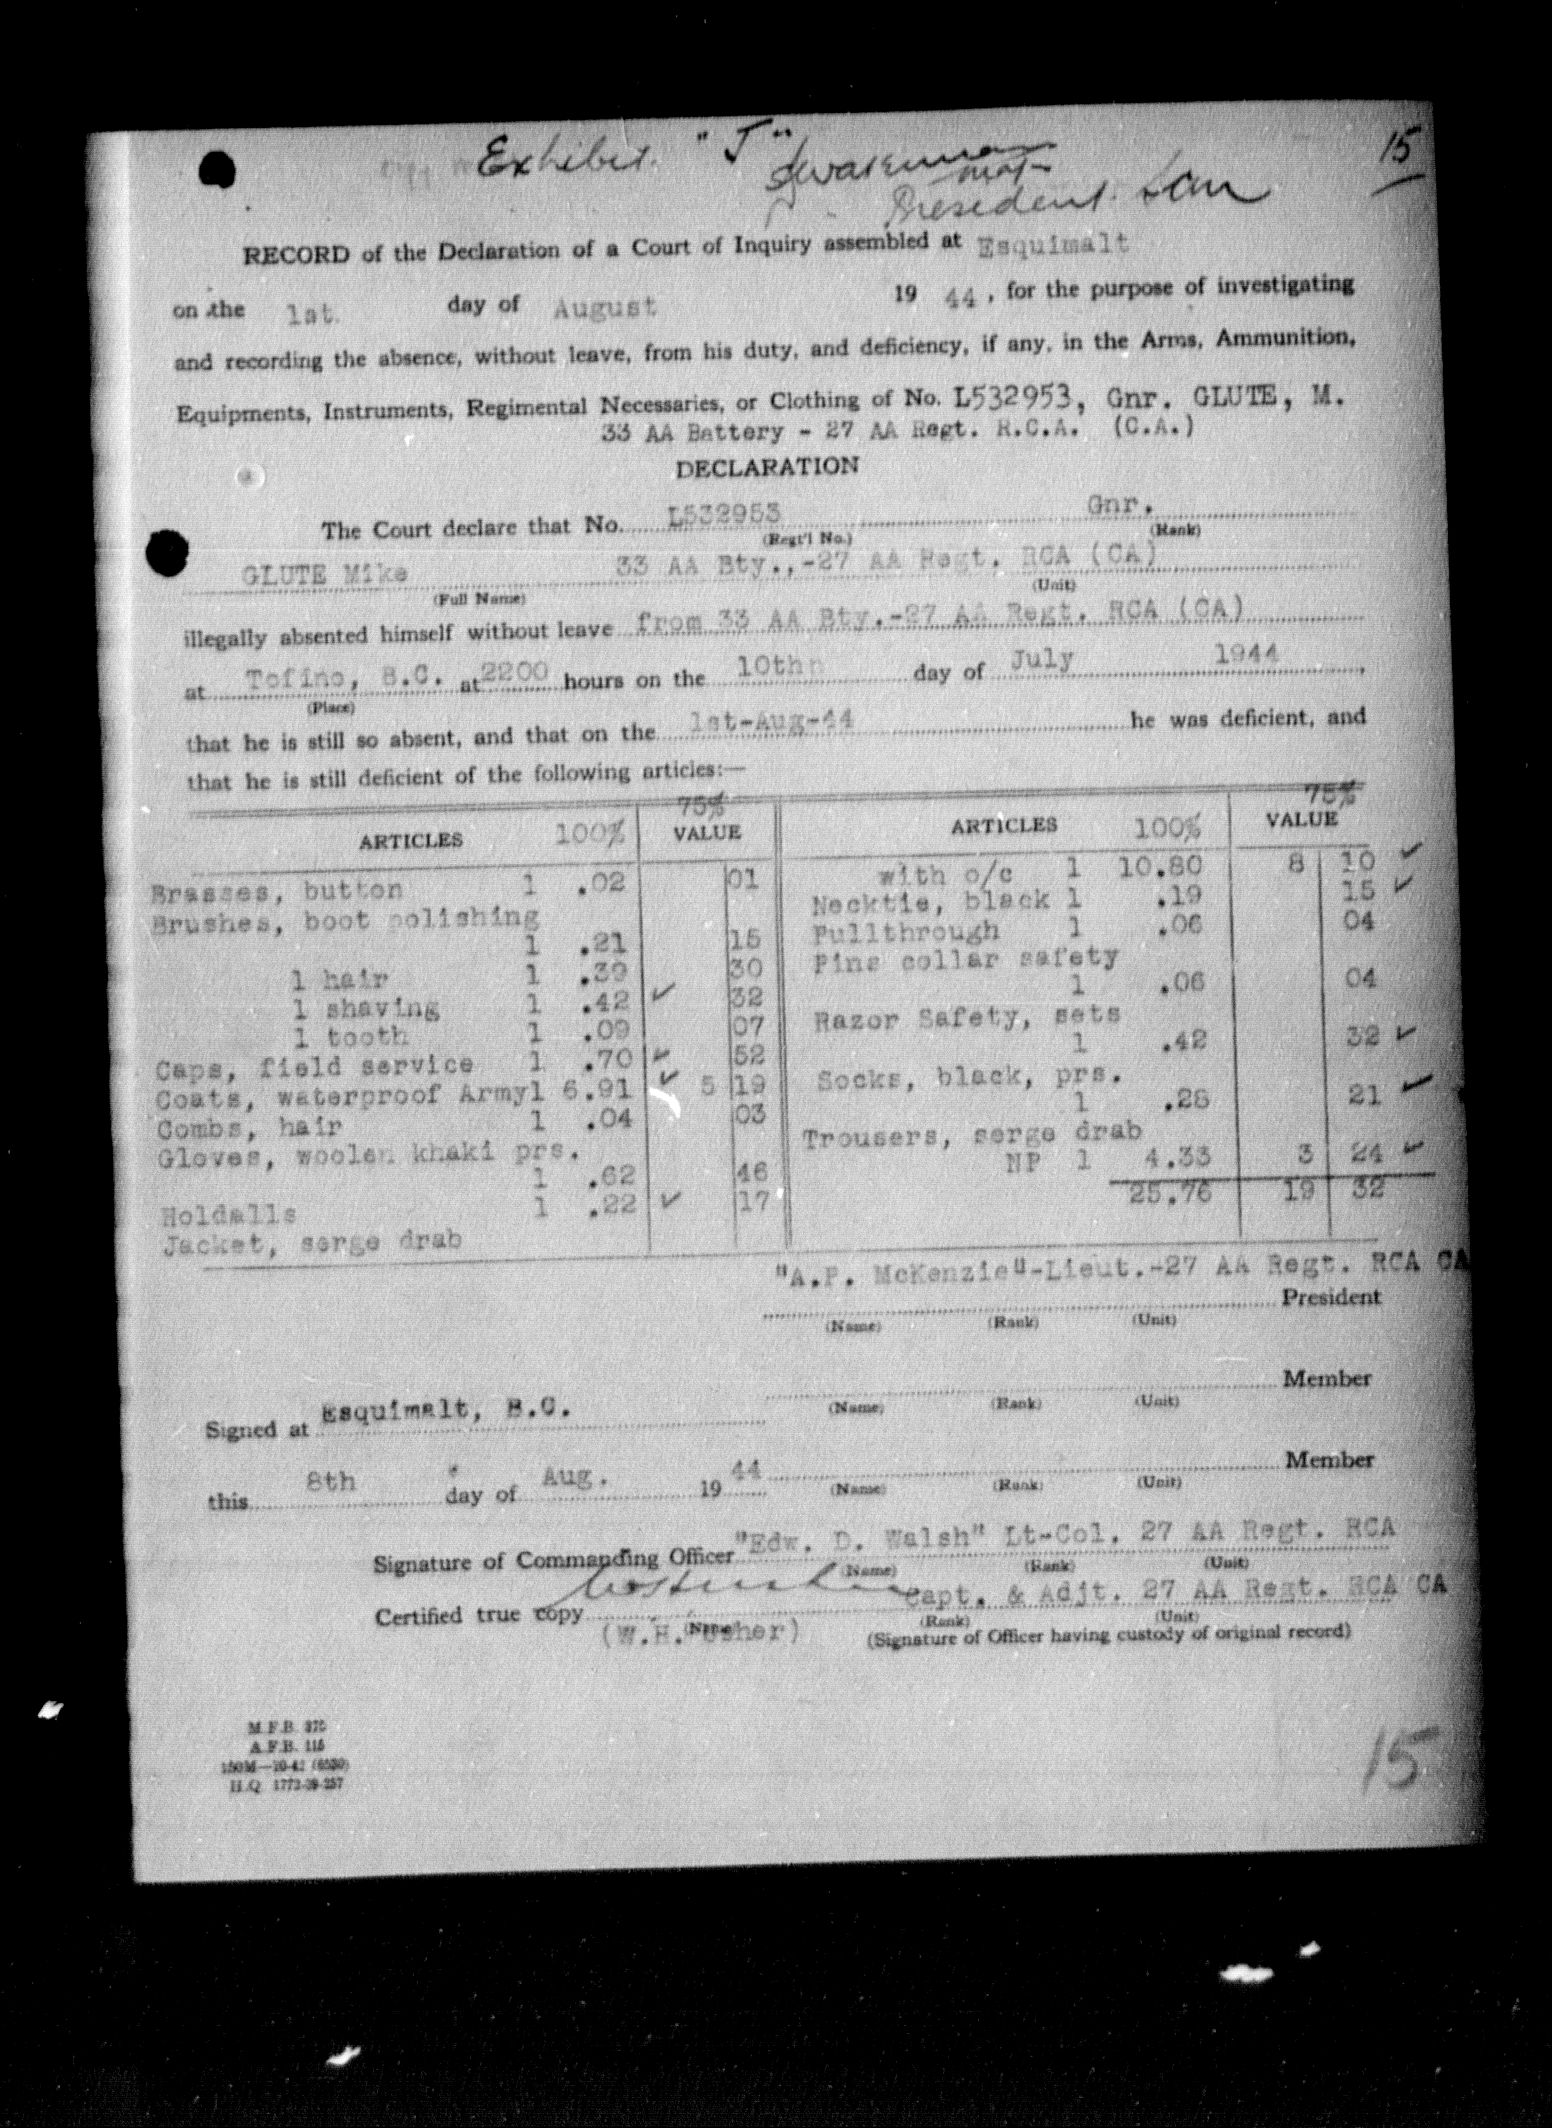 Exhibit "J"
15
President
RECORD of the Declaration of a Court of Inquiry assembled at Esquimalt
on the 1st. day of August 19 44, for the purpose of investigating
and recording the absence, without leave, from his duty, and deficiency, if any, in the Arms, Ammunition,
Equipments, Instruments, Regimental Necessaries, or Clothing of No. L532953, Gnr. GLUTE, M.
33 AA Battery - 27 AA Regt. R.C.A. (C.A.)
DECLARATION
The Court declare that No. L532953 Gnr.
(Regt'l No.) (Rank)
GLUTE Mike 33 AA Bty.,-27 AA Regt. RCA (CA)
(Full Name) (Unit)
illegally absented himself without leave from 33 AA Bty.-27 AA Regt. RCA (CA)
at Tofino, B.C. at 2200 hours on the 10th day of July 1944
(Place)
that he is still so absent, and that on the 1st-Aug-44 he was deficient, and
that he is still deficient of the following articles:—
75% 75%
ARTICLES 100% VALUE ARTICLES 100% VALUE
Brasses, button 1 .02 01 with o/c 1 10.80 8 10 ✓
Brushes, boot polishing Necktie, black 1 .19 15 ✓
1 .21 15 Pullthrough 1 .06 04
1 hair 1 .39 30 Pins collar safety
1 shaving 1 .42 ✓ 32 1 .06 04
1 tooth 1 .09 07 Razor Safety, sets
Caps, field service 1 .70 ✓ 52 1 .42 32 ✓
Coats, waterproof Army1 6.91 ✓ 5 19 Socks, black, prs.
Combs, hair 1 .04 03 1 .28 21 ✓
Gloves, woolen khaki prs. Trousers, serge drab
1 .62 46 NP 1 4.33 3 24 ✓
Holdalls 1 .22 ✓ 17 25.76 19 32
Jacket, serge drab
"A.P. McKenzie"-Lieut.-27 AA Regt. RCA CA
President
(Name) (Rank) (Unit)
Member
(Name) (Rank) (Unit)
Signed at Esquimalt, B.C.
Member
this 8th day of Aug. 19 44
(Name) (Rank) (Unit)
Signature of Commanding Officer "Edw. D. Walsh" Lt-Col. 27 AA Regt. RCA
(Name) (Rank) (Unit)
Certified true copy Capt. & Adjt. 27 AA Regt. RCA CA
(W.H. Usher) (Name) (Rank) (Unit)
(Signature of Officer having custody of original record)
M.F.B. 375
A.F.B. 115
H.Q. 1772-39-257
15